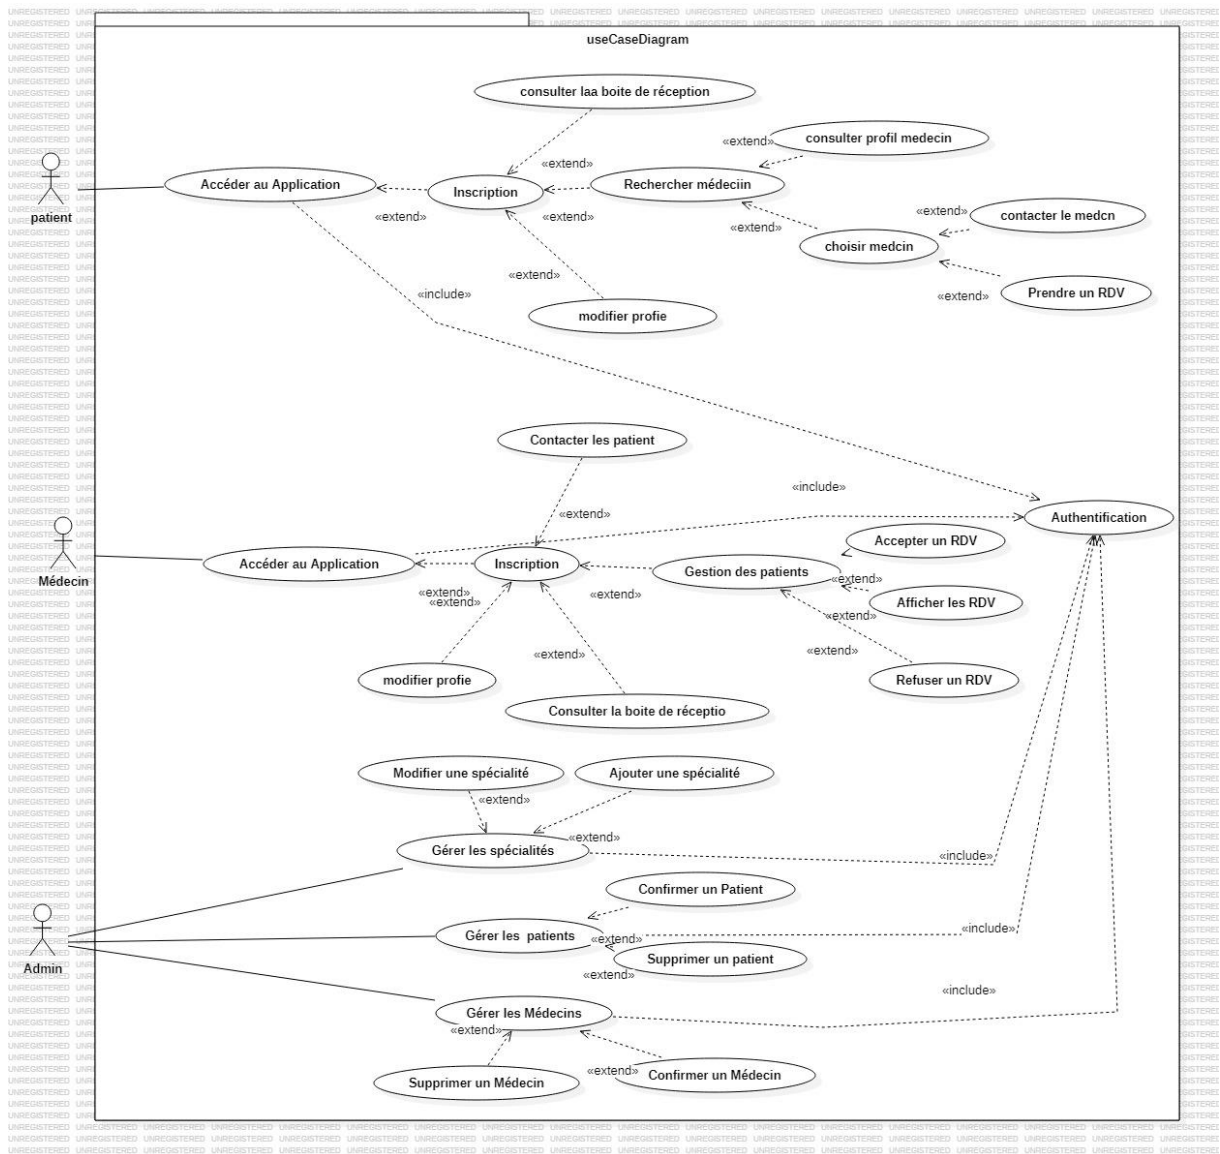 useCaseDiagram
consulter laa boite de réception
«extend»
consulter profil medecin
Accéder au Application
«extend»
Inscription
«extend»
Rechercher médeciin
patient
«extend»
«extend»
contacter le medcn
«extend»
choisir medcin
«extend»
«include»
«extend»
Prendre un RDV
modifier profie
Contacter les patient
«include»
«extend»
Authentification
Médecin
Accéder au Application
Inscription
Accepter un RDV
Gestion des patients
«extend»
«extend»
«extend»
«extend»
Afficher les RDV
«extend»
«extend»
«extend»
modifier profie
Refuser un RDV
Consulter la boite de réceptio
Modifier une spécialité
Ajouter une spécialité
«extend»
«extend»
Gérer les spécialités
«include»
Confirmer un Patient
Admin
Gérer les  patients
«extend»
«include»
Supprimer un patient
«extend»
«include»
Gérer les Médecins
«extend»
Supprimer un Médecin
«extend»
Confirmer un Médecin
UNREGISTERED